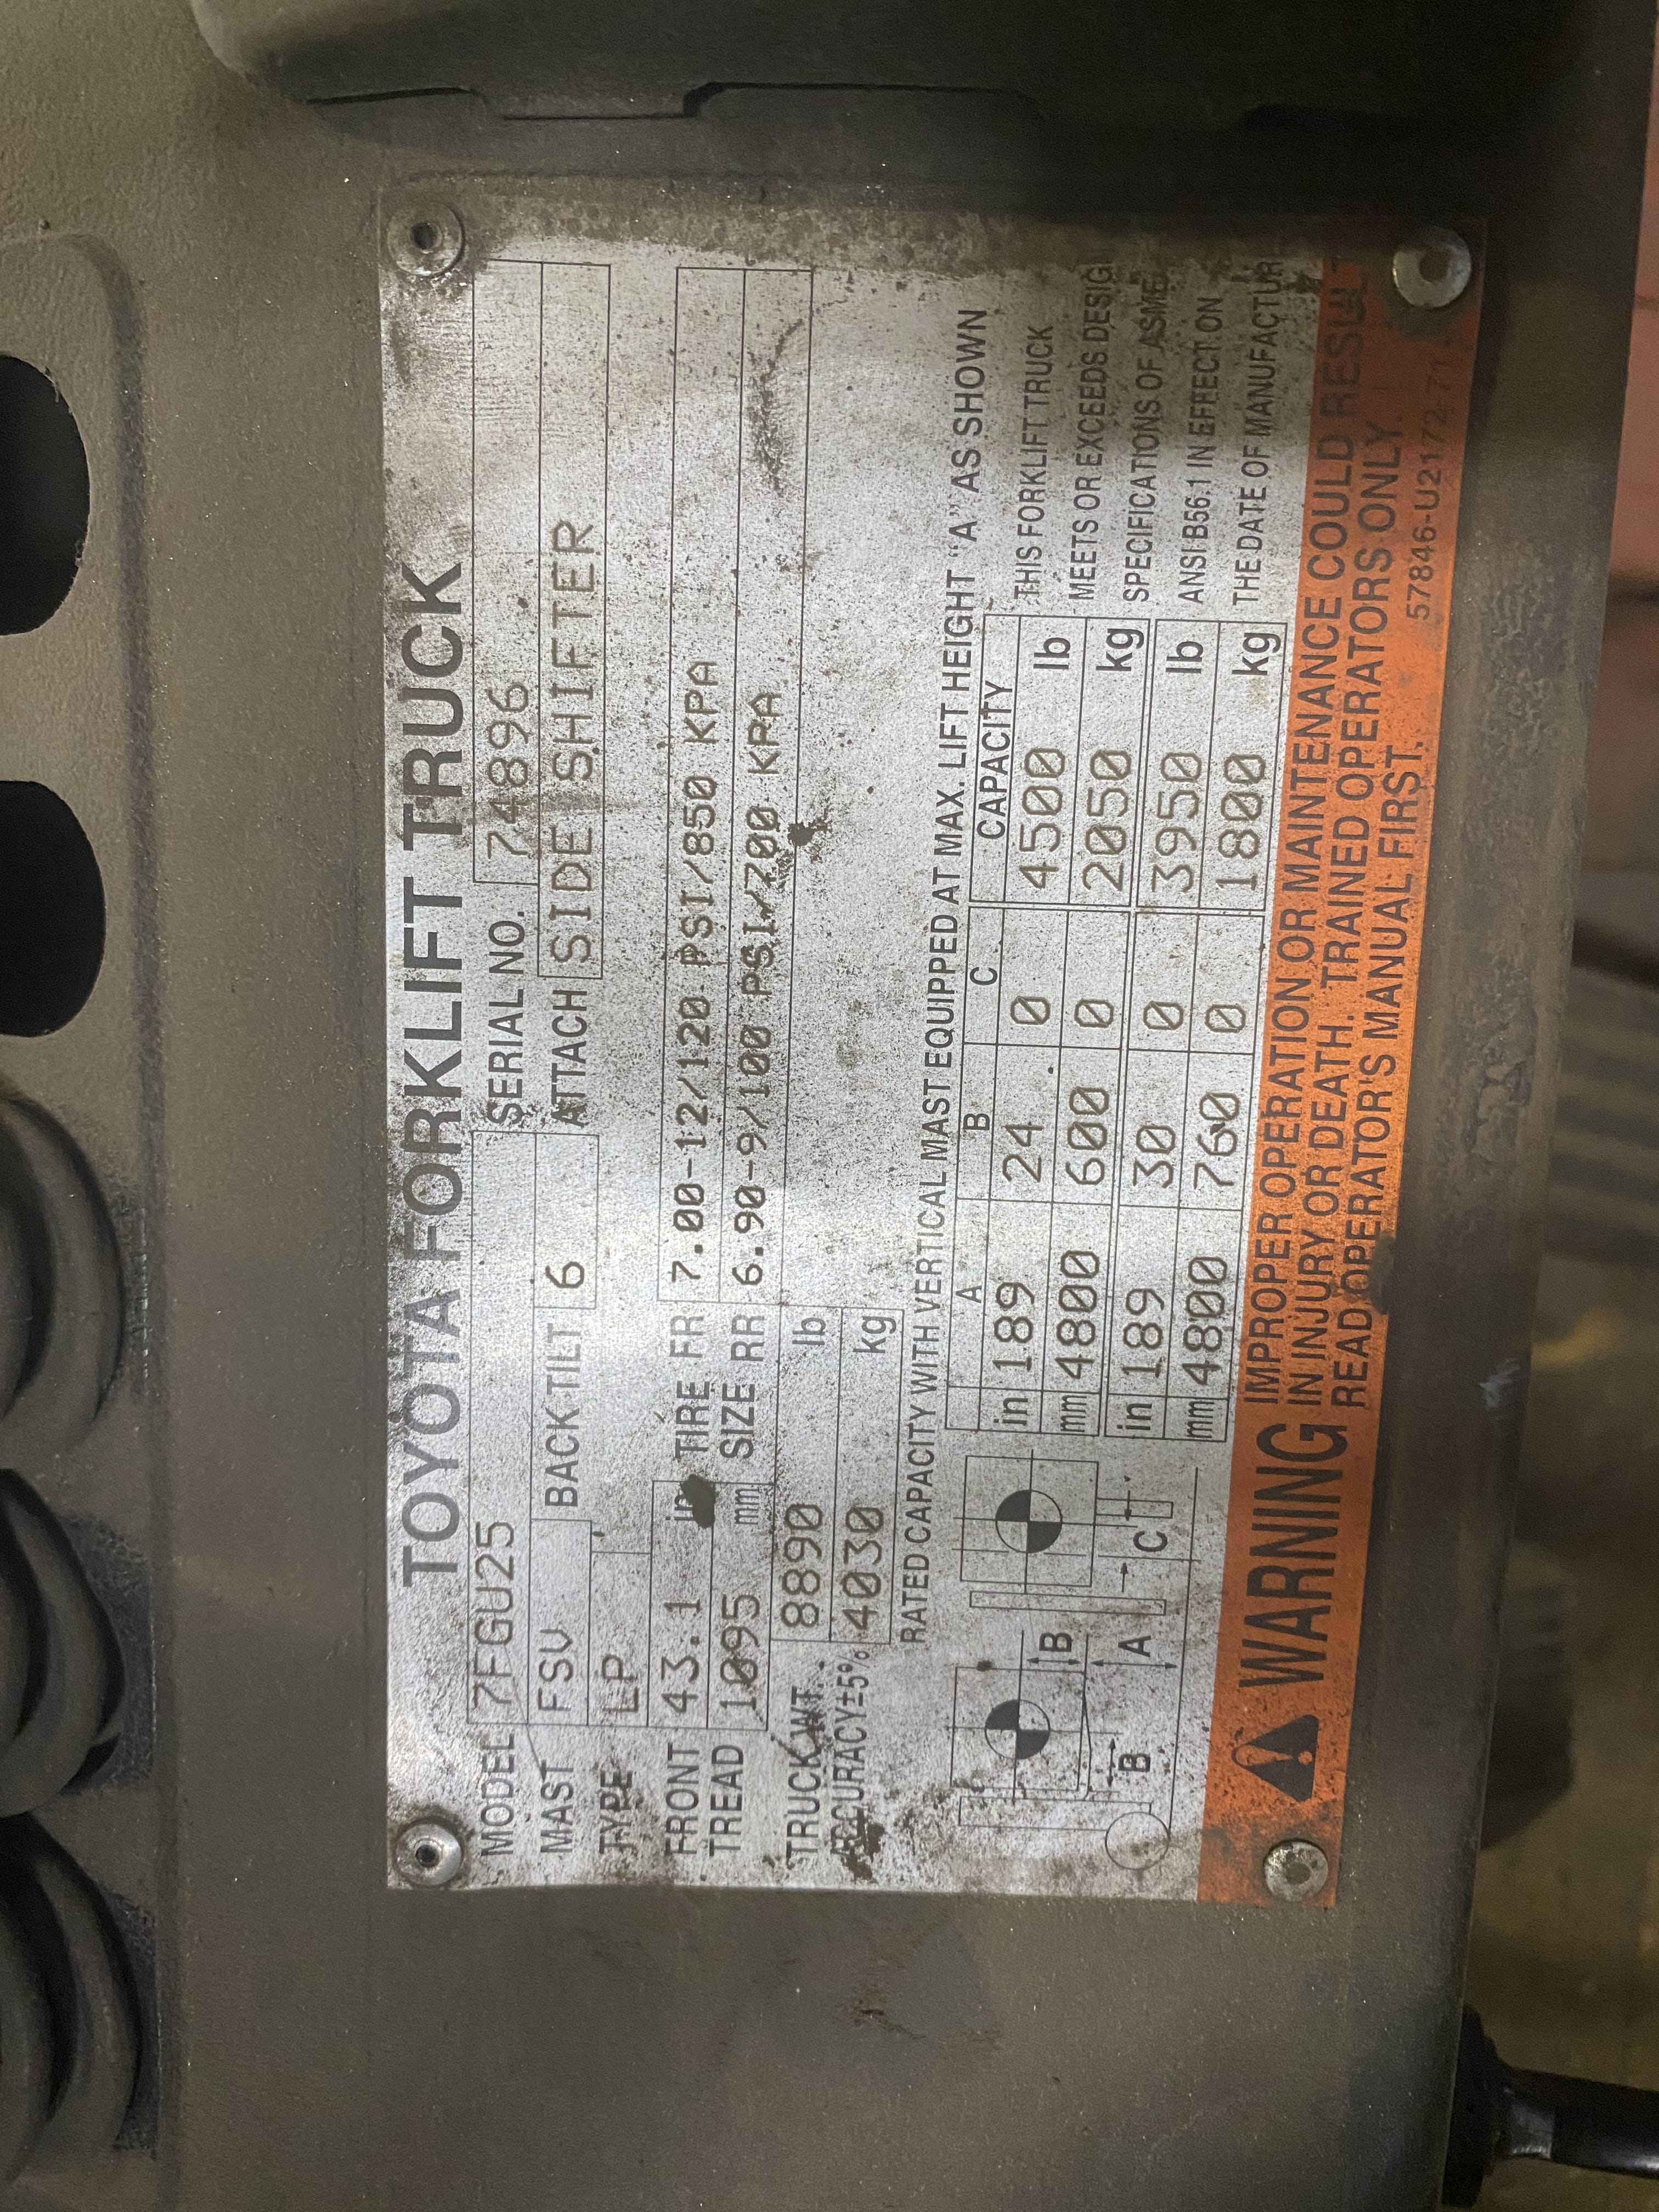 TOYOTA FORKLIFT TRUCK
MODEL 7FGU25 SERIAL NO. 74896
MAST FSV BACK TILT 6 ATTACH SIDE SHIFTER
TYPE LP
FRONT 43.1 in TIRE FR 7.00-12/120 PSI/850 KPA
TREAD 1095 mm SIZE RR 6.90-9/100 PSI/700 KPA
TRUCK WT. 8890 lb
ACCURACY±5% 4030 kg
RATED CAPACITY WITH VERTICAL MAST EQUIPPED AT MAX. LIFT HEIGHT "A" AS SHOWN
A B C CAPACITY
in 189 24 0 4500 lb THIS FORKLIFT TRUCK
mm 4800 600 0 2050 kg MEETS OR EXCEEDS DESIG
in 189 30 0 3950 lb SPECIFICATIONS OF ASME
mm 4800 760 0 1800 kg ANSI B56.1 IN EFFECT ON
THE DATE OF MANUFACTUR
B
A
B
C
WARNING
IMPROPER OPERATION OR MAINTENANCE COULD RESULT
IN INJURY OR DEATH. TRAINED OPERATORS ONLY.
READ OPERATOR'S MANUAL FIRST.
57846-U2172-71